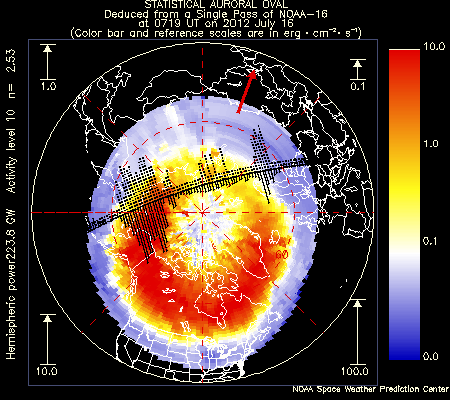 STATISTICAL AURORAL OVAL
Deduced from a Single Pass of NOAA-16
at 0719 UT on 2012 July 16
(Color bar and reference scales are in erg · cm⁻² · s⁻¹)
Hemispheric power 223.8 GW Activity level 10 n= 2.53
1.0
0.1
10.0
1.0
0.1
0.0
60
10.0
100.0
NOAA Space Weather Prediction Center